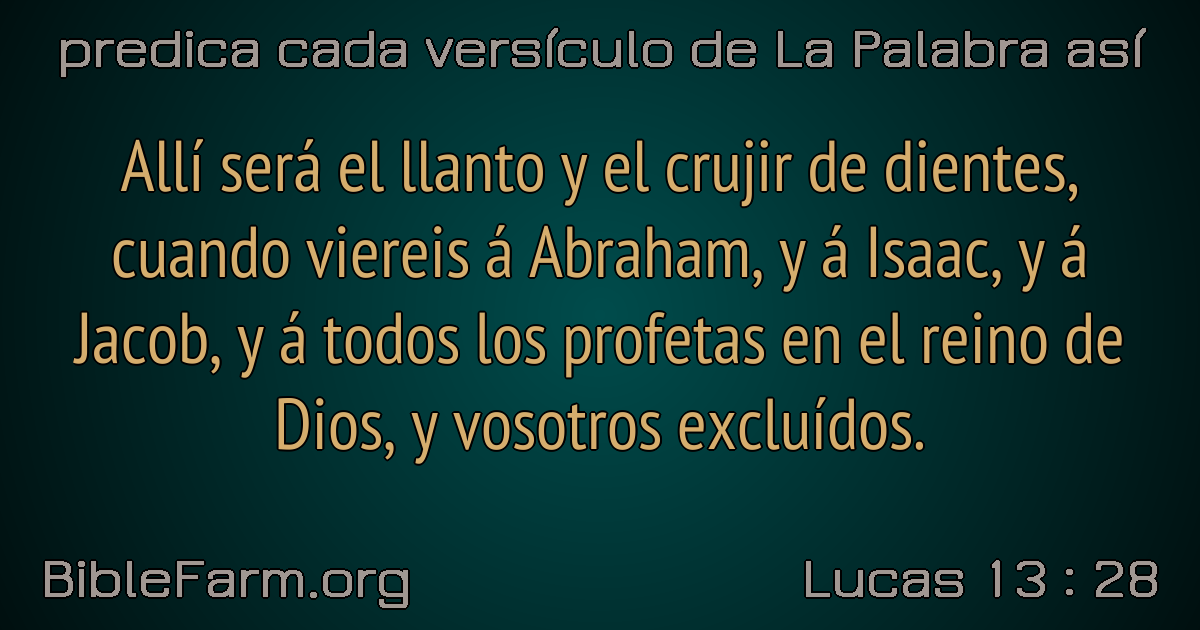 predica cada versículo de La Palabra así
Allí será el llanto y el crujir de dientes,
cuando viereis á Abraham, y á Isaac, y á
Jacob, y á todos los profetas en el reino de
Dios, y vosotros excluídos.
BibleFarm.org
Lucas 13 : 28